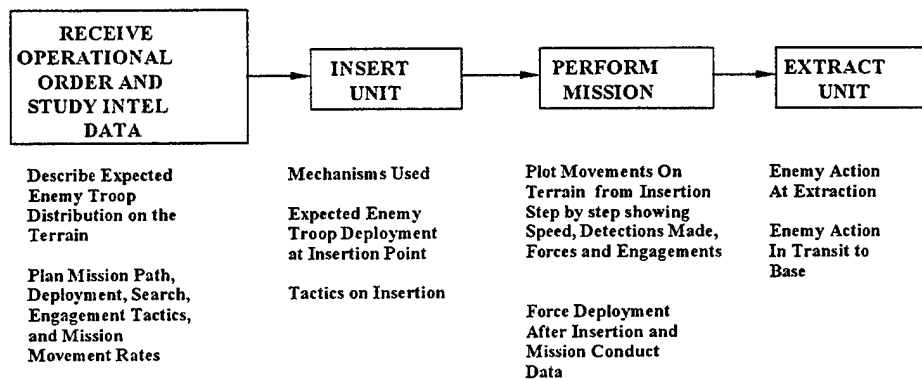 RECEIVE
OPERATIONAL
ORDER AND
STUDY INTEL
DATA
INSERT
UNIT
PERFORM
MISSION
EXTRACT
UNIT
Describe Expected
Enemy Troop
Distribution on the
Terrain
Plan Mission Path,
Deployment, Search,
Engagement Tactics,
and Mission
Movement Rates
Mechanisms Used
Expected Enemy
Troop Deployment
at Insertion Point
Tactics on Insertion
Plot Movements On
Terrain from Insertion
Step by step showing
Speed, Detections Made,
Forces and Engagements
Force Deployment
After Insertion and
Mission Conduct
Data
Enemy Action
At Extraction
Enemy Action
In Transit to
Base